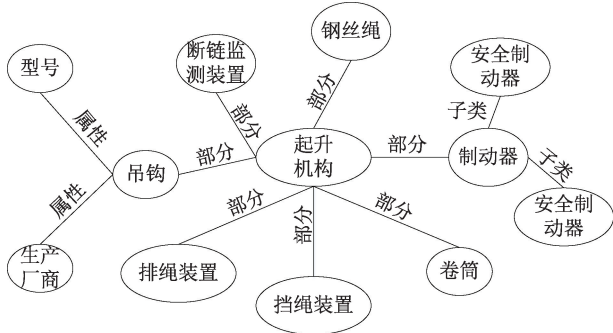 钢丝绳
断链监
测装置
安全制
动器
型号
部分
子类
属性
部分
起升
机构
部分
制动器
部分
吊钩
子类
属性
部分
部分
部分
安全制
动器
生产
厂商
排绳装置
挡绳装置
卷筒